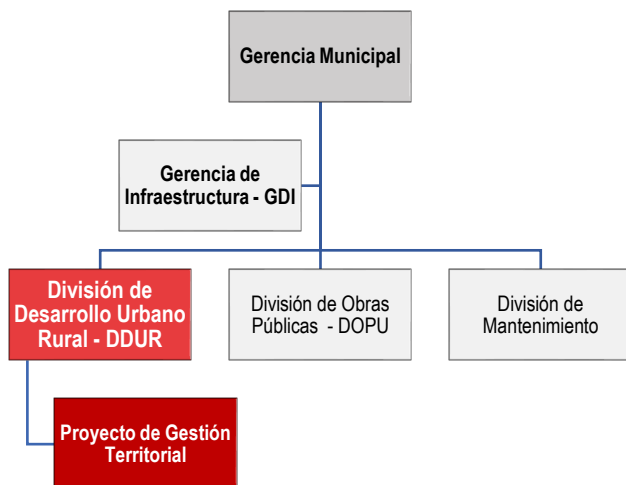 Gerencia Municipal
Gerencia de
Infraestructura - GDI
División de
Desarrollo Urbano
Rural - DDUR
División de Obras
Públicas - DOPU
División de
Mantenimiento
Proyecto de Gestión
Territorial